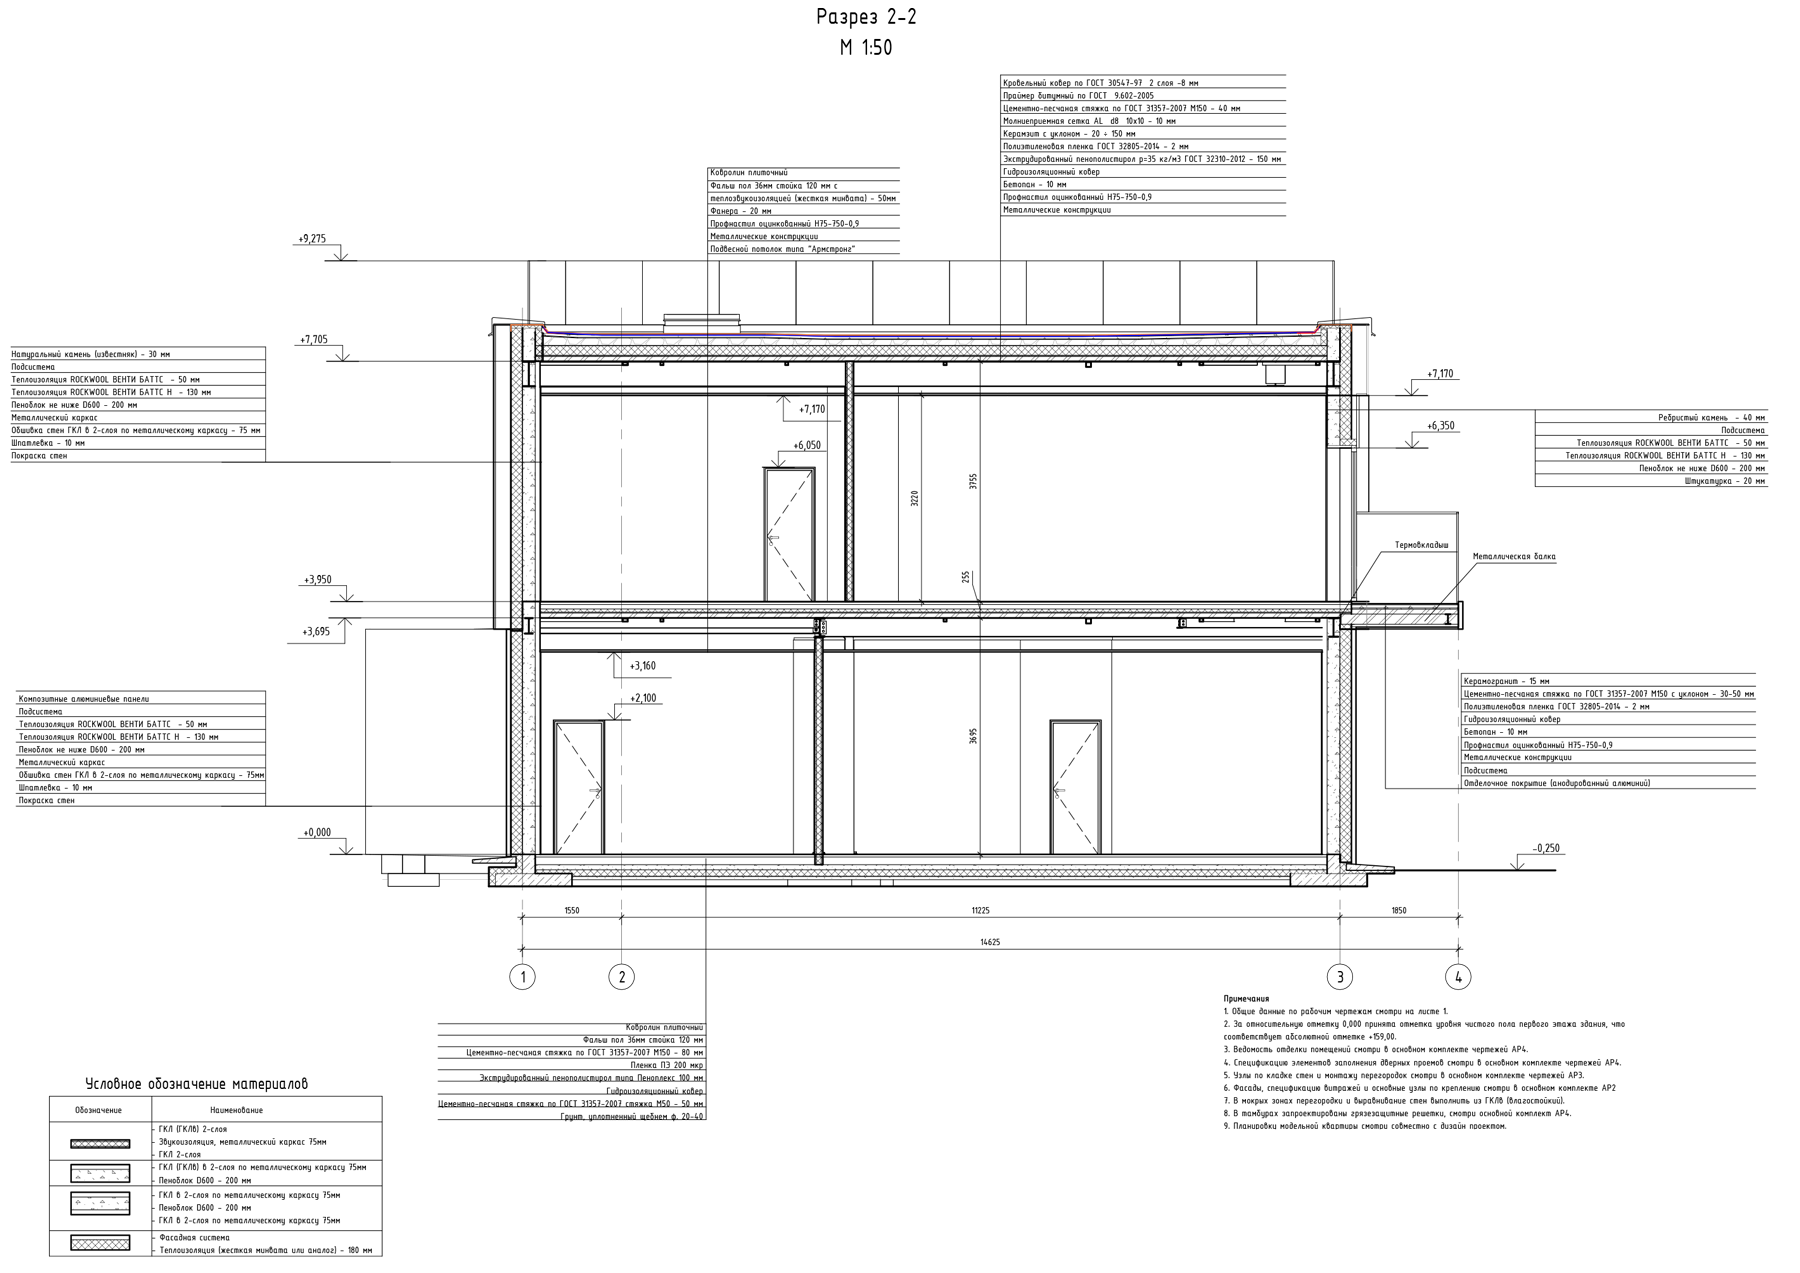 Разрез 2-2
М 1:50
Кровельный ковер по ГОСТ 30547-97 2 слоя -8 мм
Праймер битумный по ГОСТ 9.602-2005
Цементно-песчаная стяжка по ГОСТ 31357-2007 М150 - 40 мм
Молниеприемная сетка AL d8 10x10 - 10 мм
Керамзит с уклоном - 20 ÷ 150 мм
Полиэтиленовая пленка ГОСТ 32805-2014 - 2 мм
Экструдированный пенополистирол p=35 кг/м3 ГОСТ 32310-2012 - 150 мм
Гидроизоляционный ковер
Бетопан - 10 мм
Профнастил оцинкованный Н75-750-0,9
Металлические конструкции
Ковролин плиточный
Фальш пол 36мм стойка 120 мм с
теплозвукоизоляцией (жесткая минвата) - 50мм
Фанера - 20 мм
Профнастил оцинкованный Н75-750-0,9
Металлические конструкции
Подвесной потолок типа "Армстронг"
+9,275
+7,705
Натуральный камень (известняк) - 30 мм
Подсистема
Теплоизоляция ROCKWOOL ВЕНТИ БАТТС - 50 мм
Теплоизоляция ROCKWOOL ВЕНТИ БАТТС Н - 130 мм
Пеноблок не ниже D600 - 200 мм
Металлический каркас
Обшивка стен ГКЛ в 2-слоя по металлическому каркасу - 75 мм
Шпатлевка - 10 мм
Покраска стен
+7,170
+6,050
3220
3755
255
+7,170
+6,350
Ребристый камень - 40 мм
Подсистема
Теплоизоляция ROCKWOOL ВЕНТИ БАТТС - 50 мм
Теплоизоляция ROCKWOOL ВЕНТИ БАТТС Н - 130 мм
Пеноблок не ниже D600 - 200 мм
Штукатурка - 20 мм
Термовкладыш
Металлическая балка
+3,950
+3,695
+3,160
+2,100
3695
Композитные алюминиевые панели
Подсистема
Теплоизоляция ROCKWOOL ВЕНТИ БАТТС - 50 мм
Теплоизоляция ROCKWOOL ВЕНТИ БАТТС Н - 130 мм
Пеноблок не ниже D600 - 200 мм
Металлический каркас
Обшивка стен ГКЛ в 2-слоя по металлическому каркасу - 75мм
Шпатлевка - 10 мм
Покраска стен
+0,000
Керамогранит - 15 мм
Цементно-песчаная стяжка по ГОСТ 31357-2007 М150 с уклоном - 30-50 мм
Полиэтиленовая пленка ГОСТ 32805-2014 - 2 мм
Гидроизоляционный ковер
Бетопан - 10 мм
Профнастил оцинкованный Н75-750-0,9
Металлические конструкции
Подсистема
Отделочное покрытие (анодированный алюминий)
-0,250
1550
11225
1850
14625
1
2
3
4
Ковролин плиточный
Фальш пол 36мм стойка 120 мм
Цементно-песчаная стяжка по ГОСТ 31357-2007 М150 - 80 мм
Пленка ПЭ 200 мкр
Экструдированный пенополистирол типа Пеноплекс 100 мм
Гидроизоляционный ковер
Цементно-песчаная стяжка по ГОСТ 31357-2007 стяжка М50 - 50 мм
Грунт, уплотненный щебнем ф. 20-40
Примечания
1. Общие данные по рабочим чертежам смотри на листе 1.
2. За относительную отметку 0,000 принята отметка уровня чистого пола первого этажа здания, что
соответствует абсолютной отметке +159,00.
3. Ведомость отделки помещений смотри в основном комплекте чертежей АР4.
4. Спецификацию элементов заполнения дверных проемов смотри в основном комплекте чертежей АР4.
5. Узлы по кладке стен и монтажу перегородок смотри в основном комплекте чертежей АР3.
6. Фасады, спецификацию витражей и основные узлы по креплению смотри в основном комплекте АР2
7. В мокрых зонах перегородки и выравнивание стен выполнить из ГКЛв (влагостойкий).
8. В тамбурах запроектированы грязезащитные решетки, смотри основной комплект АР4.
9. Планировки модельной квартиры смотри совместно с дизайн проектом.
Условное обозначение материалов
Обозначение
Наименование
- ГКЛ (ГКЛв) 2-слоя
- Звукоизоляция, металлический каркас 75мм
- ГКЛ 2-слоя
- ГКЛ (ГКЛв) в 2-слоя по металлическому каркасу 75мм
- Пеноблок D600 - 200 мм
- ГКЛ в 2-слоя по металлическому каркасу 75мм
- Пеноблок D600 - 200 мм
- ГКЛ в 2-слоя по металлическому каркасу 75мм
- Фасадная система
- Теплоизоляция (жесткая минвата или аналог) - 180 мм